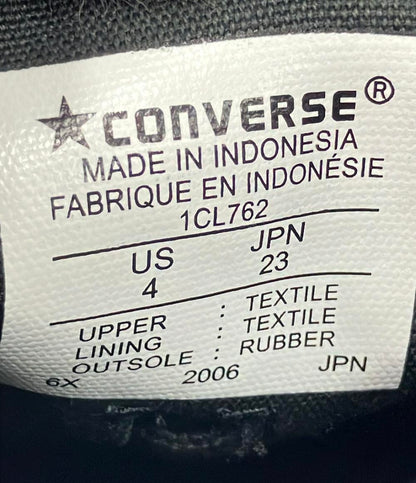 CONVERSE®
MADE IN INDONESIA
FABRIQUE EN INDONÉSIE
1CL762
US JPN
4 23
UPPER : TEXTILE
LINING : TEXTILE
OUTSOLE : RUBBER
6X 2006 JPN